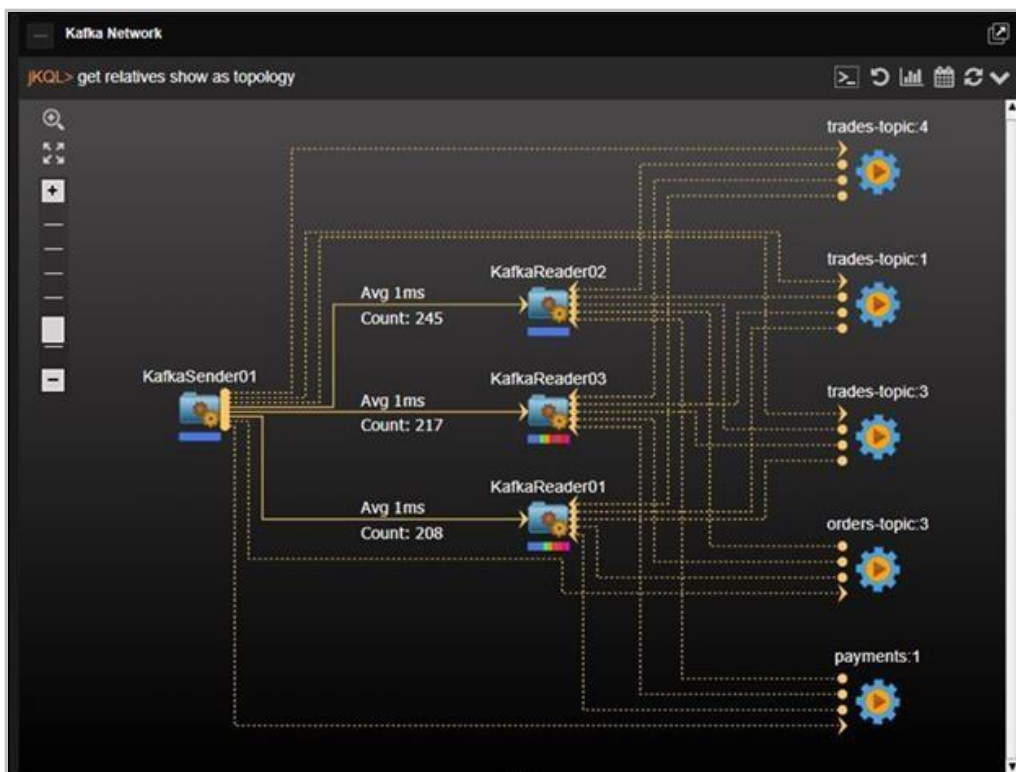 Kafka Network
jKQL> get relatives show as topology
trades-topic:4
trades-topic:1
KafkaReader02
Avg 1ms
Count: 245
KafkaSender01
KafkaReader03
Avg 1ms
Count: 217
trades-topic:3
KafkaReader01
Avg 1ms
Count: 208
orders-topic:3
payments:1